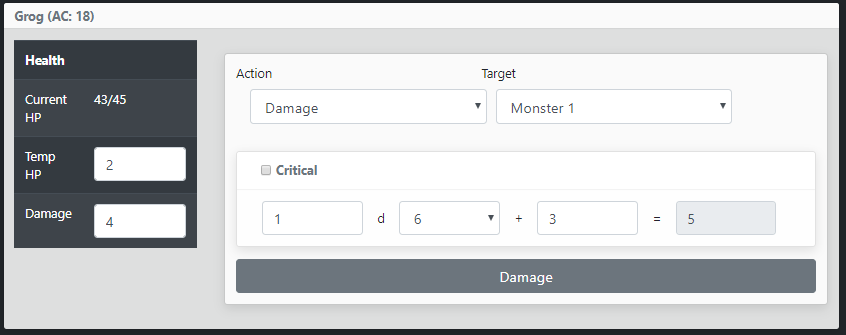 Grog (AC: 18)
Health
Current HP 43/45
Temp HP 2
Damage 4
Action Target
Damage Monster 1
Critical
1 d 6 + 3 = 5
Damage